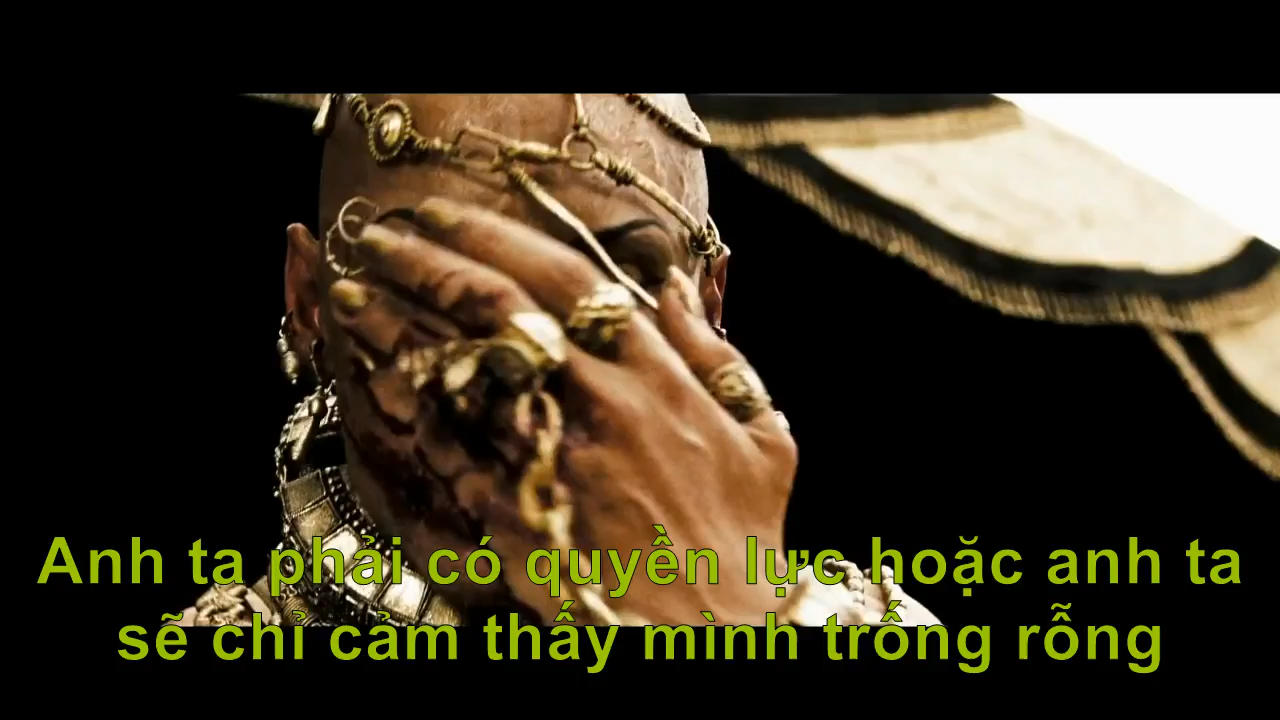 Anh ta phải có quyền lực hoặc anh ta
sẽ chỉ cảm thấy mình trống rỗng